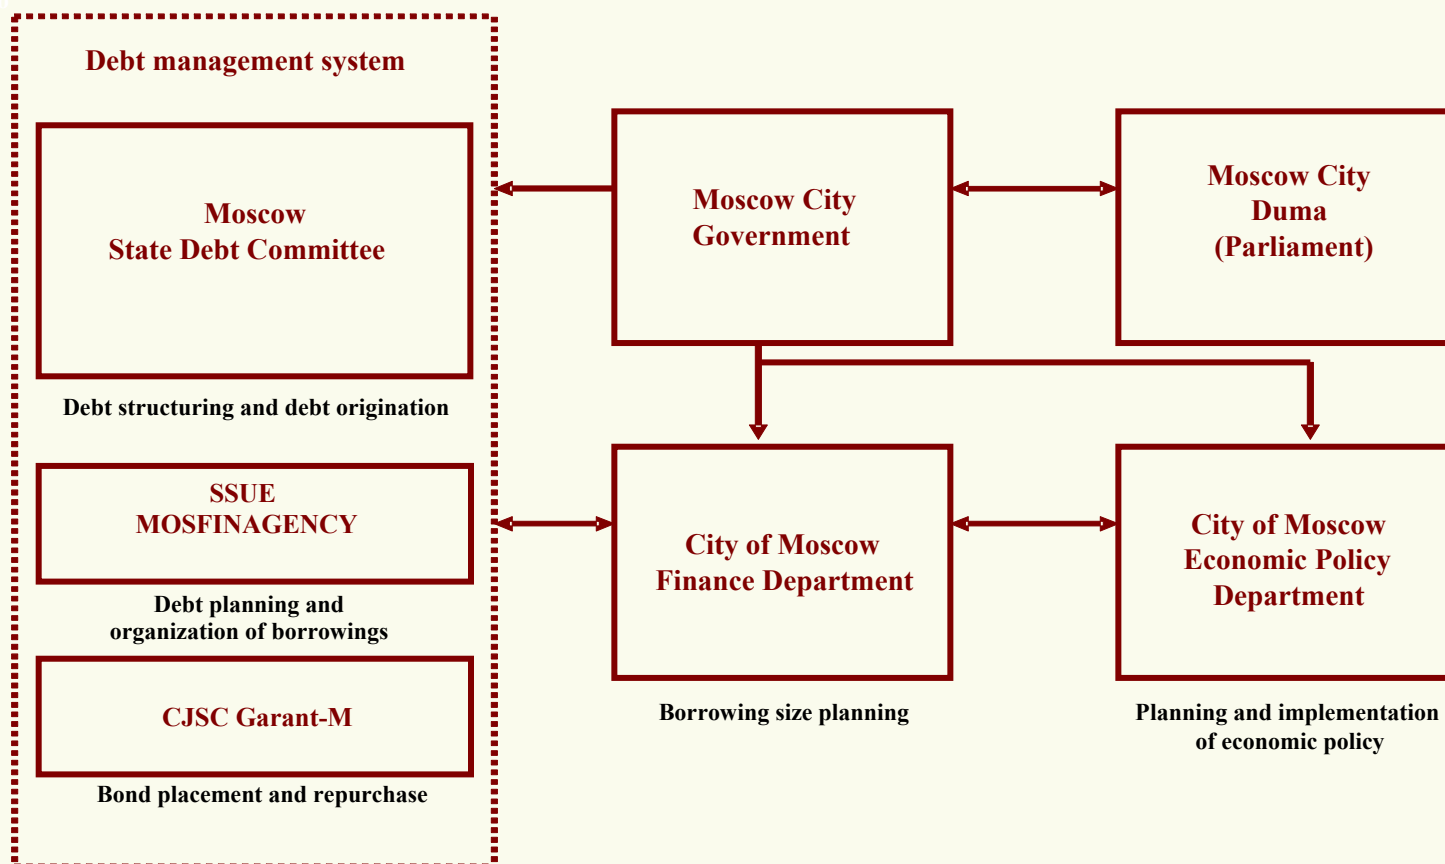 Debt management system
Moscow
State Debt Committee
Debt structuring and debt origination
SSUE
MOSFINAGENCY
Debt planning and
organization of borrowings
CJSC Garant-M
Bond placement and repurchase
Moscow City
Government
Moscow City
Duma
(Parliament)
City of Moscow
Finance Department
Borrowing size planning
City of Moscow
Economic Policy
Department
Planning and implementation
of economic policy